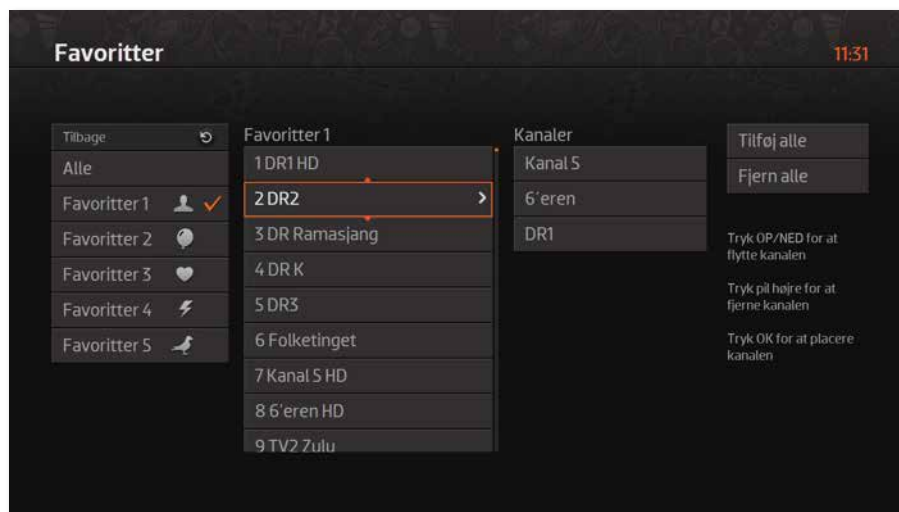 Favoritter
11:31
Tilbage
Alle
Favoritter 1
Favoritter 2
Favoritter 3
Favoritter 4
Favoritter 5
Favoritter 1
1 DR1 HD
2 DR2
3 DR Ramasjang
4 DR K
5 DR3
6 Folketinget
7 Kanal 5 HD
8 6'eren HD
9 TV2 Zulu
Kanaler
Kanal 5
6'eren
DR1
Tilføj alle
Fjern alle
Tryk OP/NED for at
flytte kanalen
Tryk pil højre for at
fjerne kanalen
Tryk OK for at placere
kanalen